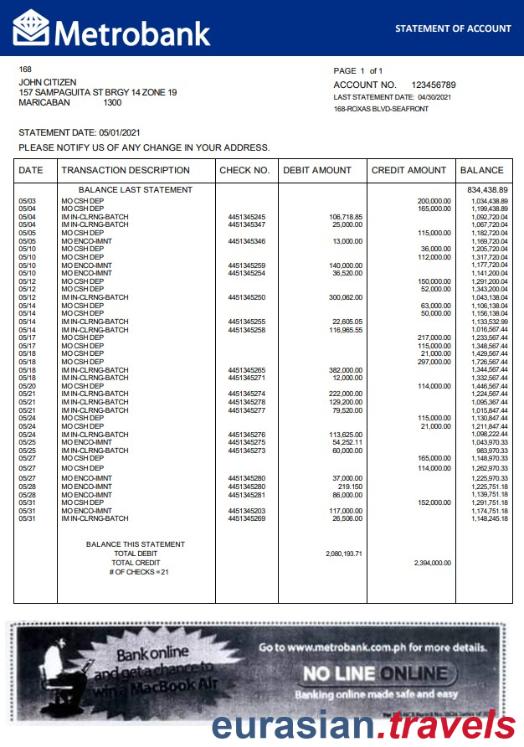 Metrobank
STATEMENT OF ACCOUNT
168
JOHN CITIZEN
157 SAMPAGUITA ST BRGY 14 ZONE 19
MARICABAN 1300
PAGE 1 of 1
ACCOUNT NO. 123456789
LAST STATEMENT DATE: 04/30/2021
168-ROXAS BLVD-SEAFRONT
STATEMENT DATE: 05/01/2021
PLEASE NOTIFY US OF ANY CHANGE IN YOUR ADDRESS.
DATE TRANSACTION DESCRIPTION CHECK NO. DEBIT AMOUNT CREDIT AMOUNT BALANCE
BALANCE LAST STATEMENT 834,438.89
05/03 MO CSH DEP 200,000.00 1,034,438.89
05/04 MO CSH DEP 165,000.00 1,199,438.89
05/04 IM IN-CLRNG-BATCH 4451345245 106,718.85 1,092,720.04
05/04 IM IN-CLRNG-BATCH 4451345347 25,000.00 1,067,720.04
05/05 MO CSH DEP 115,000.00 1,182,720.04
05/05 MO ENCO-IMNT 4451345346 13,000.00 1,169,720.04
05/10 MO CSH DEP 36,000.00 1,205,720.04
05/10 MO CSH DEP 112,000.00 1,317,720.04
05/10 MO ENCO-IMNT 4451345259 140,000.00 1,177,720.04
05/10 MO ENCO-IMNT 4451345254 36,520.00 1,141,200.04
05/12 MO CSH DEP 150,000.00 1,291,200.04
05/12 MO CSH DEP 52,000.00 1,343,200.04
05/12 IM IN-CLRNG-BATCH 4451345250 300,062.00 1,043,138.04
05/14 MO CSH DEP 63,000.00 1,106,138.04
05/14 MO CSH DEP 50,000.00 1,156,138.04
05/14 IM IN-CLRNG-BATCH 4451345255 22,605.05 1,133,532.99
05/14 IM IN-CLRNG-BATCH 4451345258 116,965.55 1,016,567.44
05/17 MO CSH DEP 217,000.00 1,233,567.44
05/17 MO CSH DEP 115,000.00 1,348,567.44
05/18 MO CSH DEP 21,000.00 1,429,567.44
05/18 MO CSH DEP 297,000.00 1,726,567.44
05/18 IM IN-CLRNG-BATCH 4451345265 382,000.00 1,344,567.44
05/18 IM IN-CLRNG-BATCH 4451345271 12,000.00 1,332,567.44
05/20 MO CSH DEP 114,000.00 1,446,567.44
05/21 IM IN-CLRNG-BATCH 4451345274 222,000.00 1,224,567.44
05/21 IM IN-CLRNG-BATCH 4451345278 129,200.00 1,095,367.44
05/21 IM IN-CLRNG-BATCH 4451345277 79,520.00 1,015,847.44
05/24 MO CSH DEP 115,000.00 1,130,847.44
05/24 MO CSH DEP 21,000.00 1,211,847.44
05/24 IM IN-CLRNG-BATCH 4451345276 113,625.00 1,098,222.44
05/25 MO ENCO-IMNT 4451345275 54,252.11 1,043,970.33
05/25 IM IN-CLRNG-BATCH 4451345273 60,000.00 983,970.33
05/27 MO CSH DEP 165,000.00 1,148,970.33
05/27 MO CSH DEP 114,000.00 1,262,970.33
05/27 MO ENCO-IMNT 4451345280 37,000.00 1,225,970.33
05/28 MO ENCO-IMNT 4451345280 219.150 1,225,751.18
05/28 MO ENCO-IMNT 4451345281 86,000.00 1,139,751.18
05/31 MO CSH DEP 152,000.00 1,291,751.18
05/31 MO ENCO-IMNT 4451345203 117,000.00 1,174,751.18
05/31 IM IN-CLRNG-BATCH 4451345269 26,506.00 1,148,245.18
BALANCE THIS STATEMENT
TOTAL DEBIT 2,080,193.71
TOTAL CREDIT 2,394,000.00
# OF CHECKS = 21
Bank online
and get a chance to
win a MacBook Air
Go to www.metrobank.com.ph for more details.
NO LINE ONLINE
Banking online made safe and easy
eurasian.travels